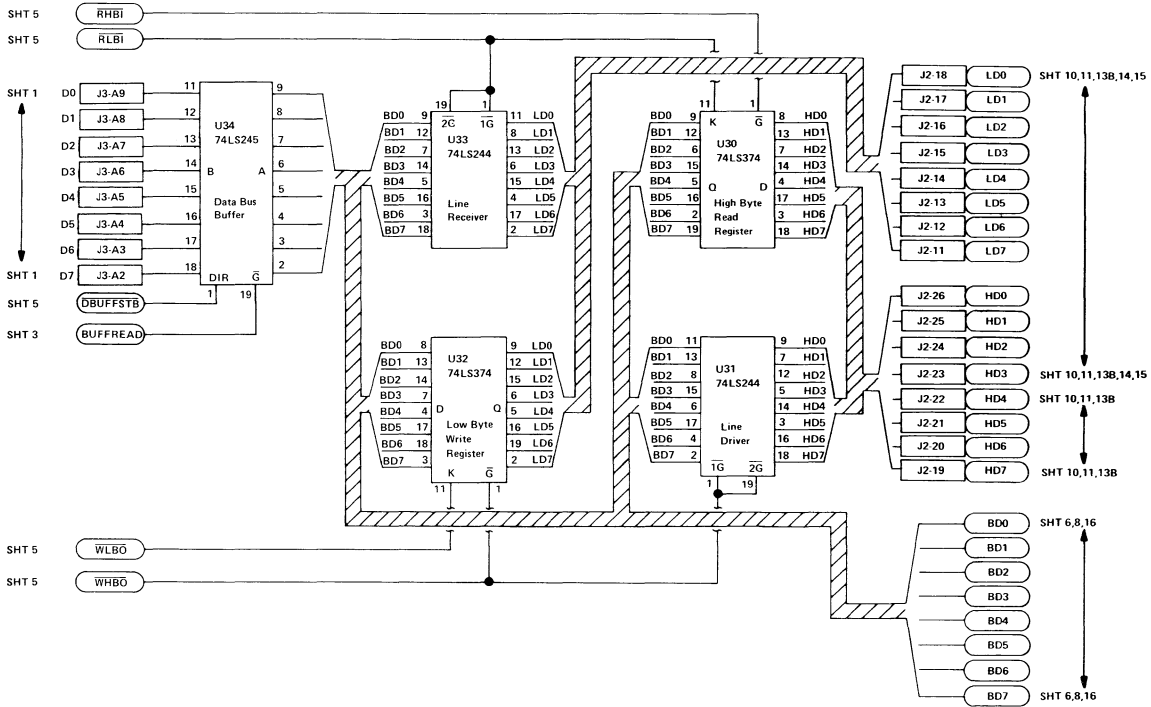 SHT 5 RHBI
SHT 5 RLBI
SHT 1 D0 J3-A9 11 9
D1 J3-A8 12 8
D2 J3-A7 13 7
D3 J3-A6 14 6
D4 J3-A5 15 5
D5 J3-A4 16 4
D6 J3-A3 17 3
SHT 1 D7 J3-A2 18 2
U34
74LS245
B A
Data Bus
Buffer
DIR G
1 19
SHT 5 DBUFFSTB
SHT 3 BUFFREAD
19 1
2G 1G
BD0 9 11 LD0
BD1 12 8 LD1
BD2 7 13 LD2
BD3 14 6 LD3
BD4 5 15 LD4
BD5 16 4 LD5
BD6 3 17 LD6
BD7 18 2 LD7
U33
74LS244
Line
Receiver
11 1
K G
BD0 9 8 HD0
BD1 12 13 HD1
BD2 6 7 HD2
BD3 15 14 HD3
BD4 5 4 HD4
BD5 16 17 HD5
BD6 2 3 HD6
BD7 19 18 HD7
U30
74LS374
Q D
High Byte
Read
Register
J2-18 LD0 SHT 10,11,13B,14,15
J2-17 LD1
J2-16 LD2
J2-15 LD3
J2-14 LD4
J2-13 LD5
J2-12 LD6
J2-11 LD7
BD0 8 9 LD0
BD1 13 12 LD1
BD2 14 15 LD2
BD3 7 6 LD3
BD4 4 5 LD4
BD5 17 16 LD5
BD6 18 19 LD6
BD7 3 2 LD7
U32
74LS374
D Q
Low Byte
Write
Register
K G
11 1
BD0 11 9 HD0
BD1 13 7 HD1
BD2 8 12 HD2
BD3 15 5 HD3
BD4 6 14 HD4
BD5 17 3 HD5
BD6 4 16 HD6
BD7 2 18 HD7
U31
74LS244
Line
Driver
1G 2G
1 19
J2-26 HD0
J2-25 HD1
J2-24 HD2
J2-23 HD3 SHT 10,11,13B,14,15
J2-22 HD4 SHT 10,11,13B
J2-21 HD5
J2-20 HD6
J2-19 HD7 SHT 10,11,13B
SHT 5 WLBO
SHT 5 WHBO
BD0 SHT 6,8,16
BD1
BD2
BD3
BD4
BD5
BD6
BD7 SHT 6,8,16